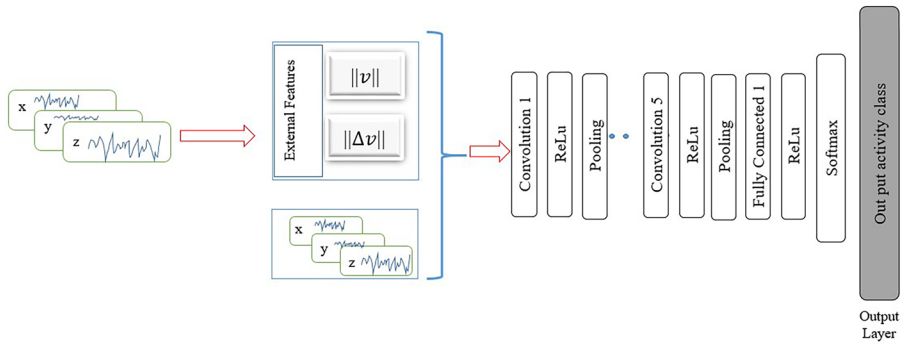 x
y
z
External Features
||v||
||Δv||
x
y
z
Convolution 1
ReLu
Pooling
Convolution 5
ReLu
Pooling
Fully Connected 1
ReLu
Softmax
Out put activity class
Output
Layer